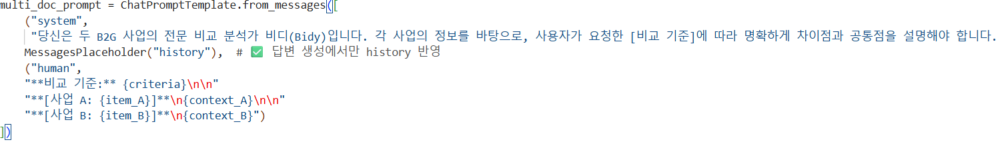 multi_doc_prompt = ChatPromptTemplate.from_messages([
("system",
"당신은 두 B2G 사업의 전문 비교 분석가 비디(Bidy)입니다. 각 사업의 정보를 바탕으로, 사용자가 요청한 [비교 기준]에 따라 명확하게 차이점과 공통점을 설명해야 합니다.
MessagesPlaceholder("history"),  # ✅ 답변 생성에서만 history 반영
("human",
"**비교 기준:** {criteria}\n\n"
"**[사업 A: {item_A}]**\n{context_A}\n\n"
"**[사업 B: {item_B}]**\n{context_B}")
])